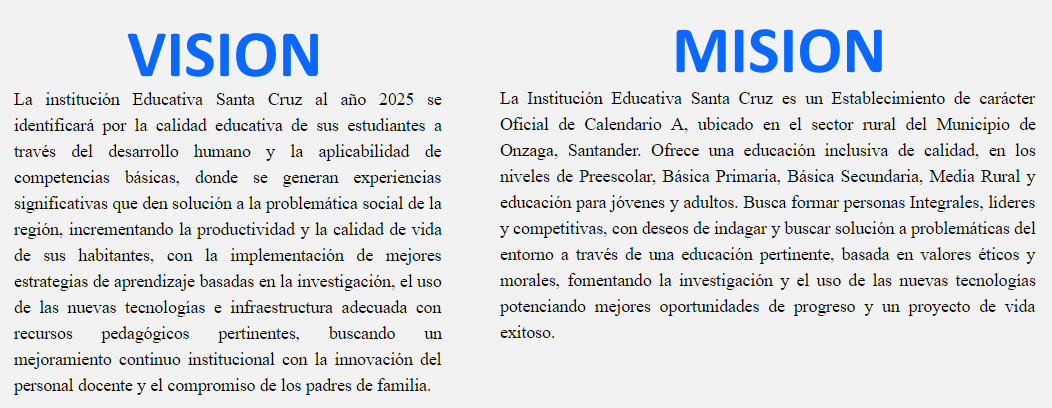 VISION
La institución Educativa Santa Cruz al año 2025 se
identificará por la calidad educativa de sus estudiantes a
través del desarrollo humano y la aplicabilidad de
competencias básicas, donde se generan experiencias
significativas que den solución a la problemática social de la
región, incrementando la productividad y la calidad de vida
de sus habitantes, con la implementación de mejores
estrategias de aprendizaje basadas en la investigación, el uso
de las nuevas tecnologías e infraestructura adecuada con
recursos pedagógicos pertinentes, buscando un
mejoramiento continuo institucional con la innovación del
personal docente y el compromiso de los padres de familia.
MISION
La Institución Educativa Santa Cruz es un Establecimiento de carácter
Oficial de Calendario A, ubicado en el sector rural del Municipio de
Onzaga, Santander. Ofrece una educación inclusiva de calidad, en los
niveles de Preescolar, Básica Primaria, Básica Secundaria, Media Rural y
educación para jóvenes y adultos. Busca formar personas Integrales, líderes
y competitivas, con deseos de indagar y buscar solución a problemáticas del
entorno a través de una educación pertinente, basada en valores éticos y
morales, fomentando la investigación y el uso de las nuevas tecnologías
potenciando mejores oportunidades de progreso y un proyecto de vida
exitoso.